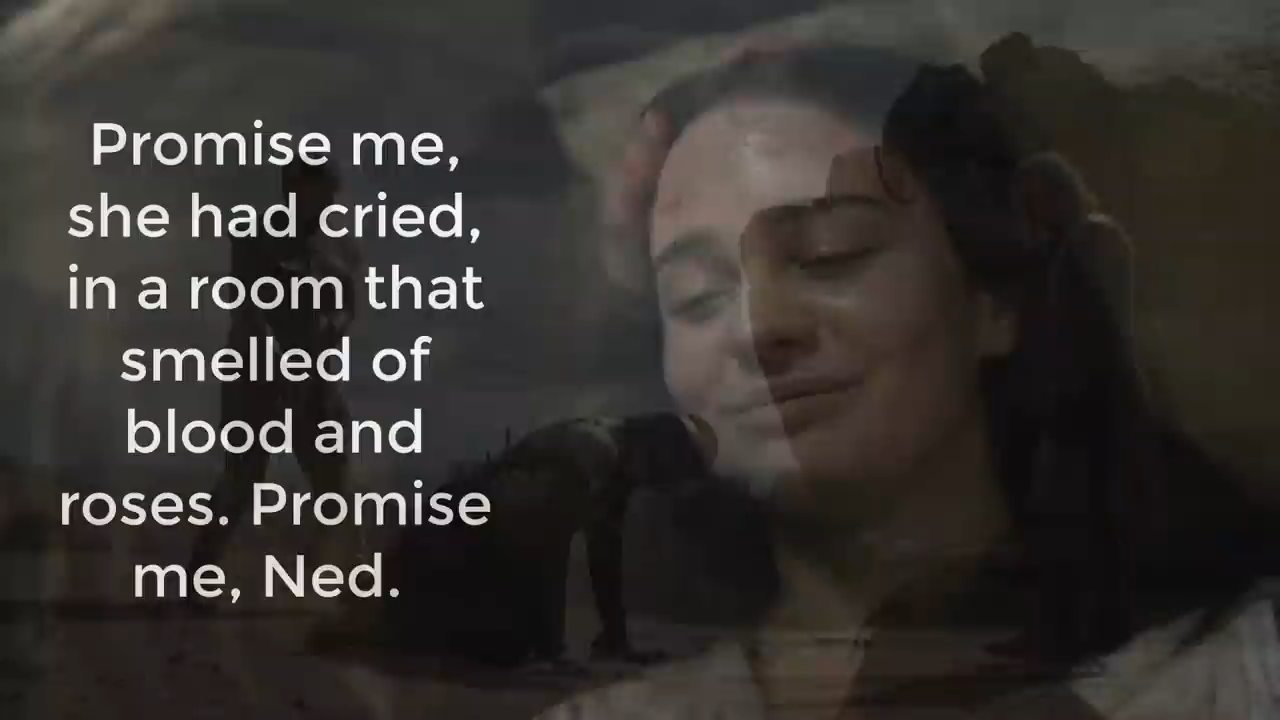 Promise me,
she had cried,
in a room that
smelled of
blood and
roses. Promise
me, Ned.